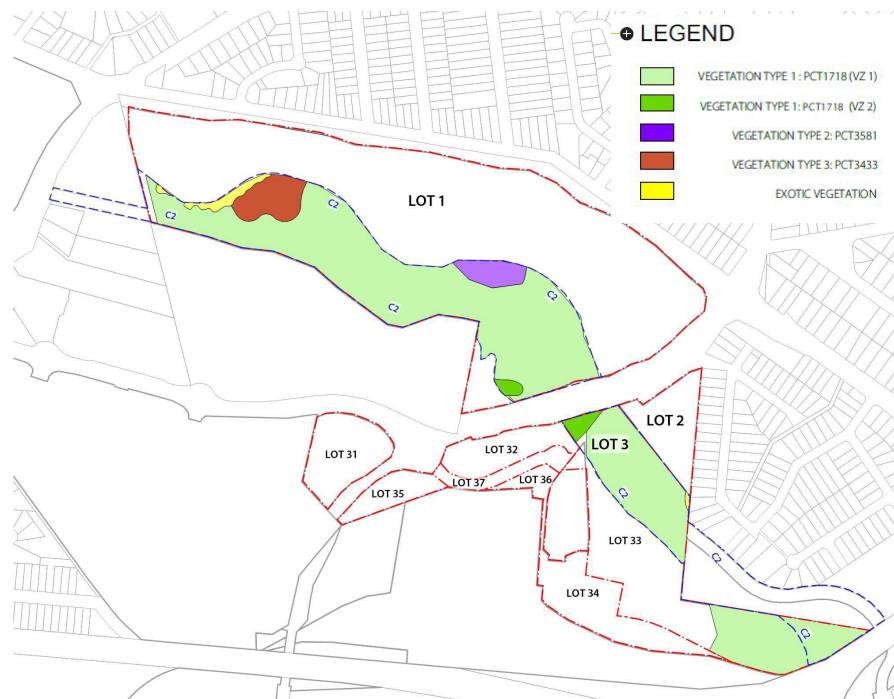 LEGEND
VEGETATION TYPE 1 : PCT1718 (VZ 1)
VEGETATION TYPE 1: PCT1718 (VZ 2)
VEGETATION TYPE 2: PCT3581
VEGETATION TYPE 3: PCT3433
EXOTIC VEGETATION
LOT 1
C2
C2
C2
C2
LOT 2
LOT 3
LOT 31
LOT 32
LOT 35
LOT 37
LOT 36
C2
LOT 33
C2
LOT 34
C2